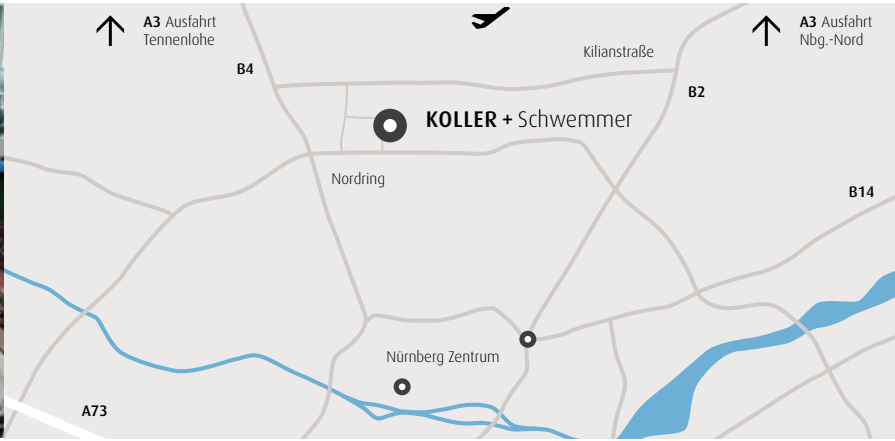 A3 Ausfahrt
Tennenlohe
A3 Ausfahrt
Nbg.-Nord
Kilianstraße
B4
B2
KOLLER + Schwemmer
Nordring
B14
Nürnberg Zentrum
A73